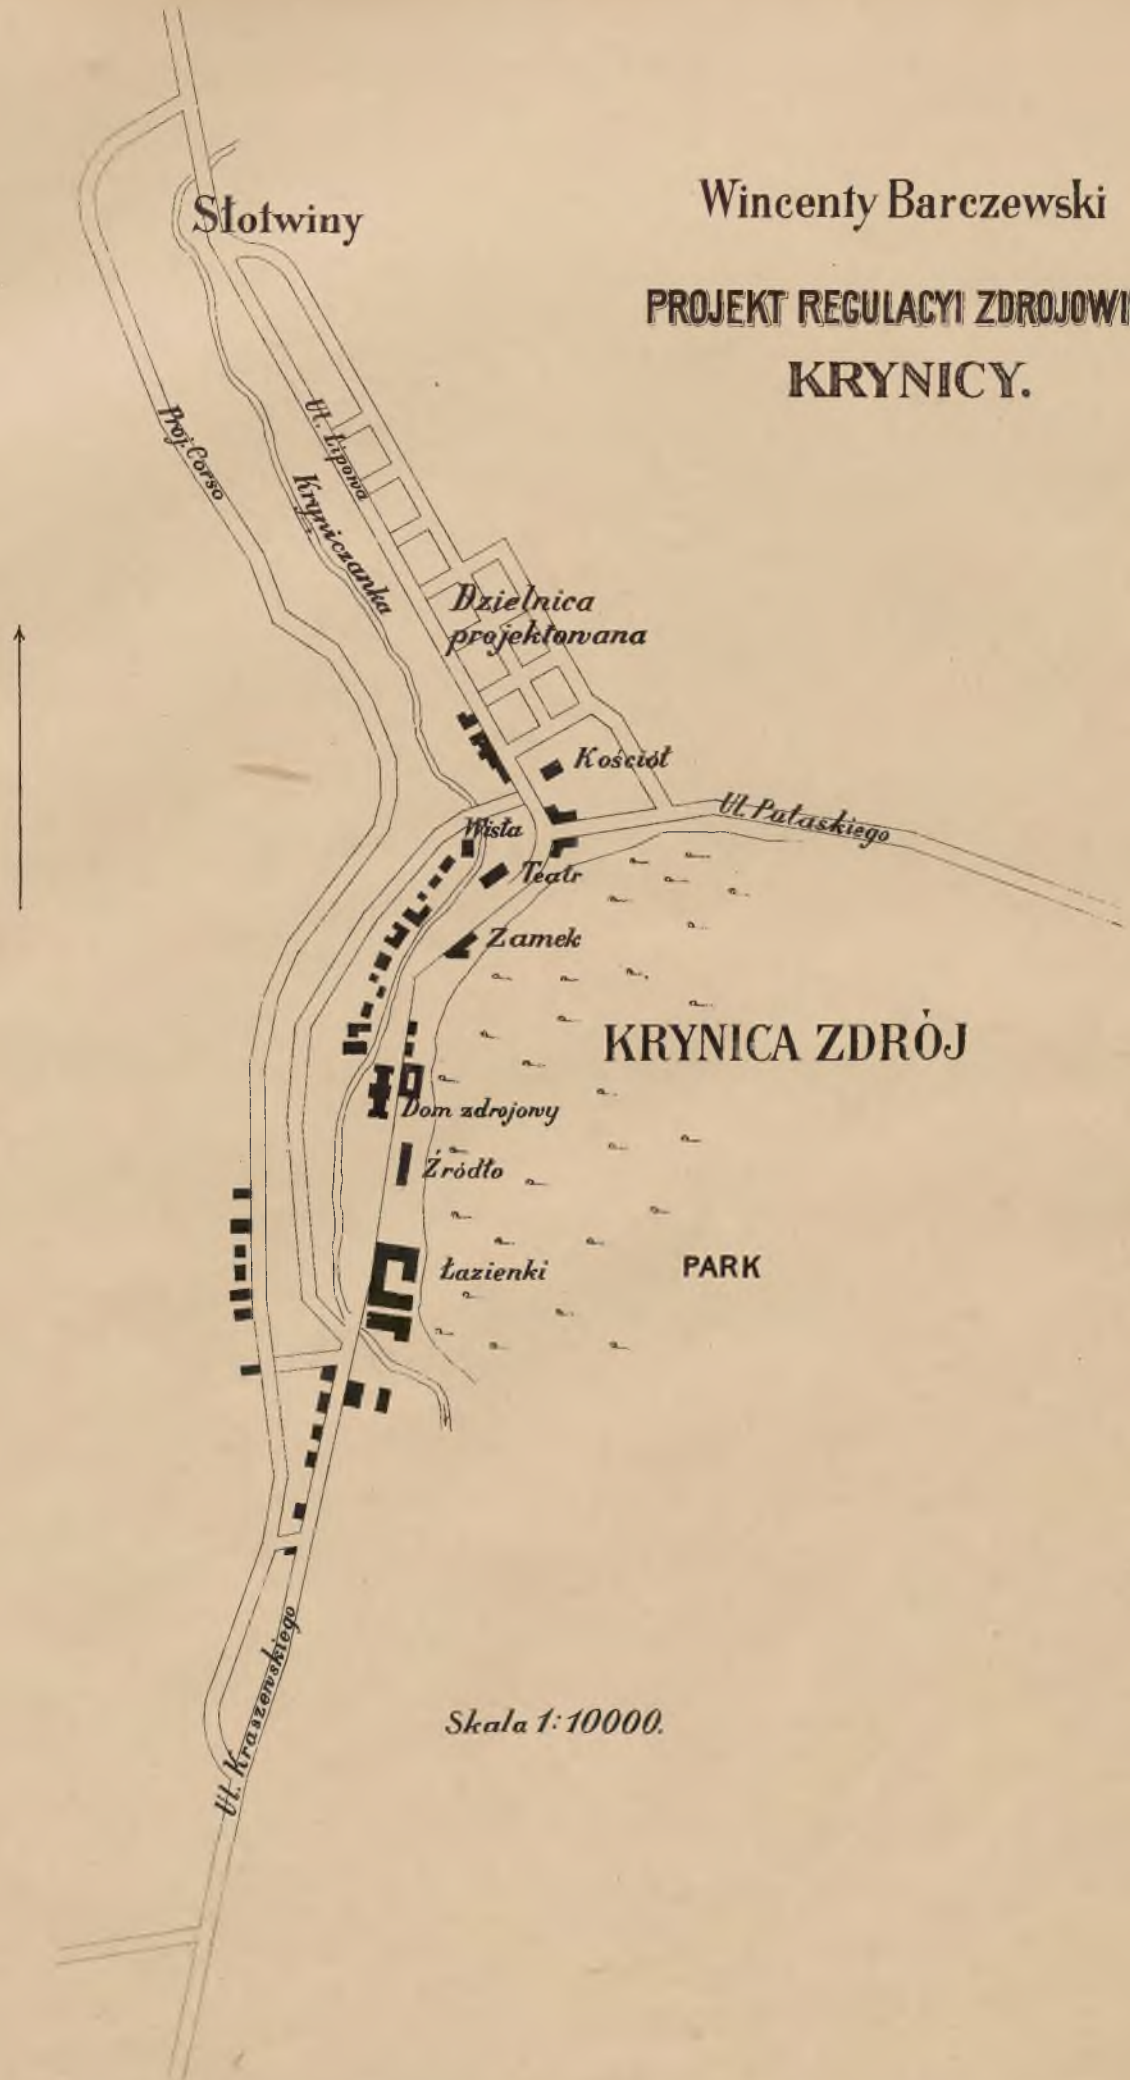 Wincenty Barczewski
PROJEKT REGULACYI ZDROJOWI
KRYNICY.
Słotwiny
Proj. Corso
Ul. Lipowa
Kryniczanka
Dzielnica
projektowana
Kościół
Ul. Pułaskiego
Wisła
Teatr
Zamek
KRYNICA ZDRÓJ
Dom zdrojowy
Źródło
Łazienki
PARK
Ul. Kraszewskiego
Skala 1:10000.